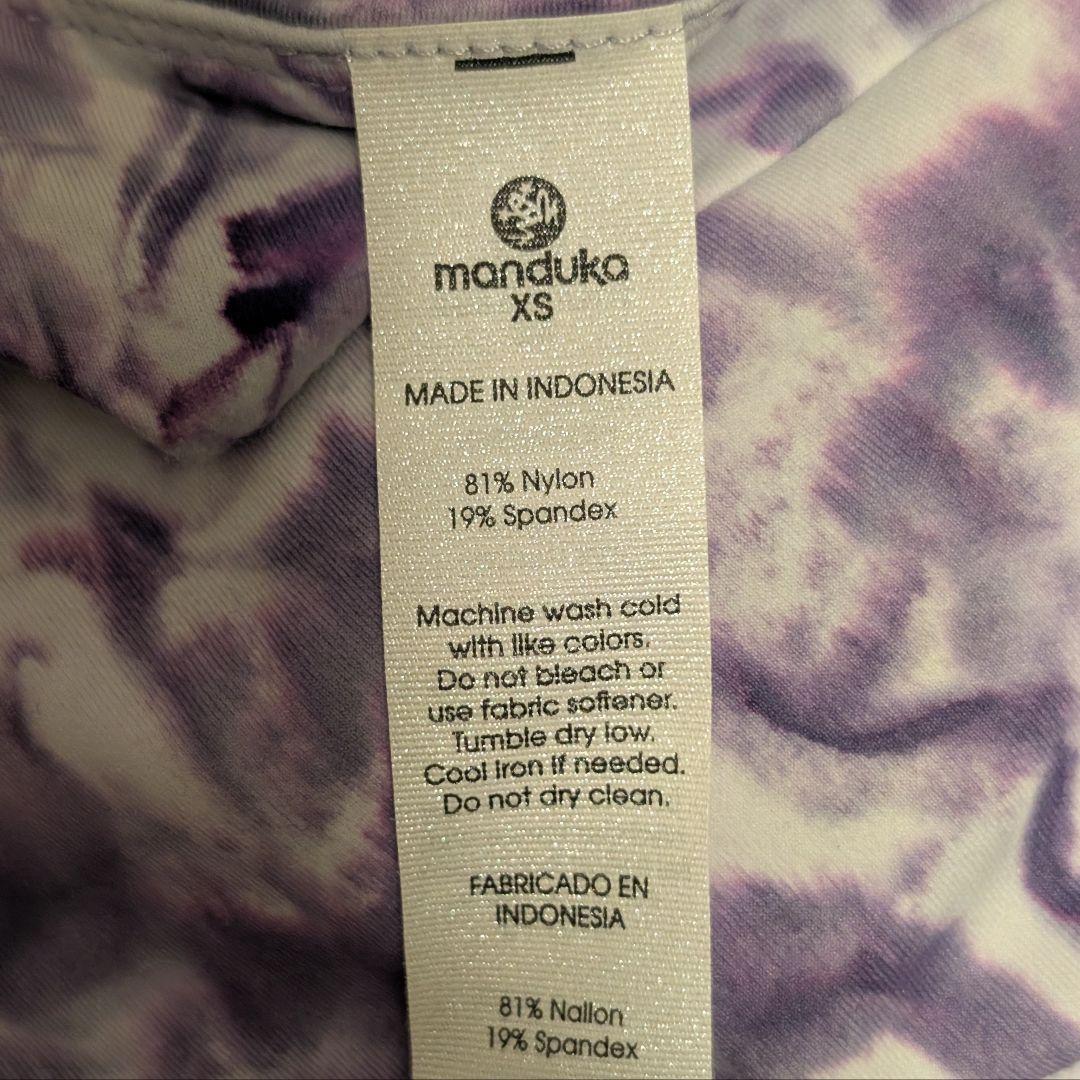 manduka
XS
MADE IN INDONESIA
81% Nylon
19% Spandex
Machine wash cold
with like colors.
Do not bleach or
use fabric softener.
Tumble dry low.
Cool iron if needed.
Do not dry clean.
FABRICADO EN
INDONESIA
81% Nailon
19% Spandex